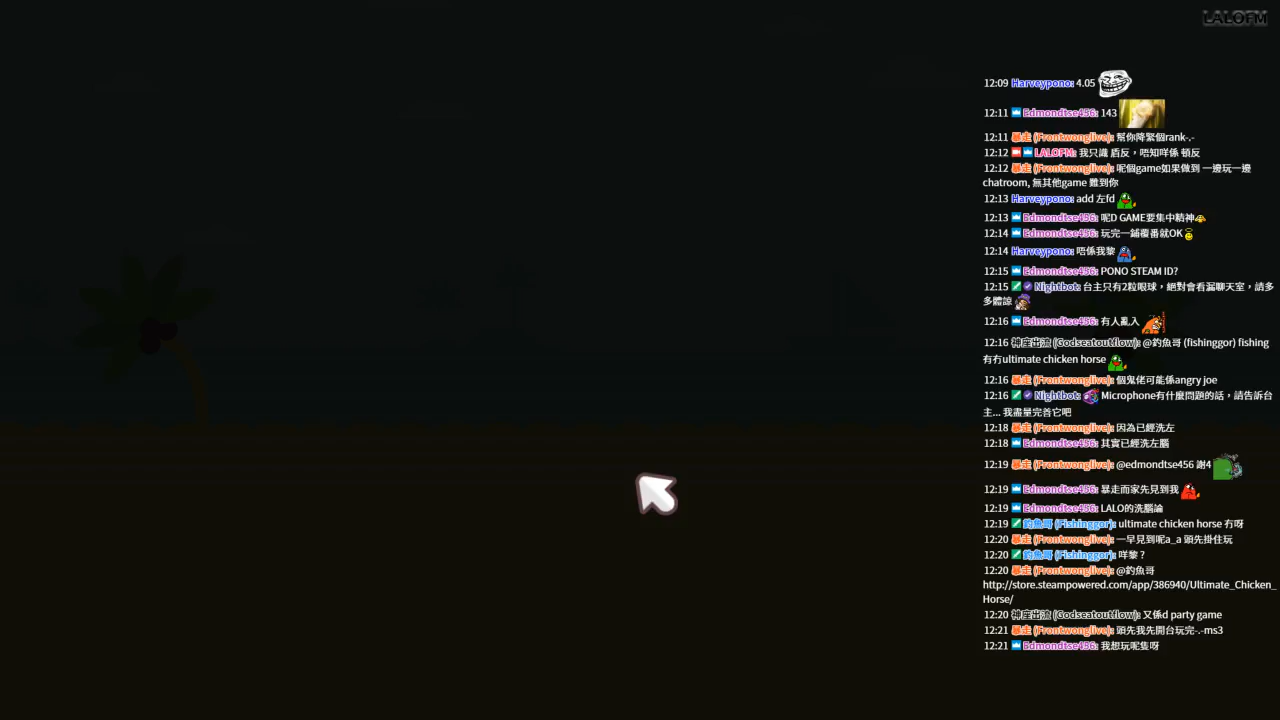 LALOFM
12:09 Harveypono: 4.05
12:11 Edmondtse456: 143
12:11 暴走 (Frontwonglive): 幫你降緊個rank-.-
12:12 LALOFM: 我只識 盾反，唔知咩係 頓反
12:12 暴走 (Frontwonglive): 呢個game如果做到 一邊玩一邊
chatroom, 無其他game 難到你
12:13 Harveypono: add 左fd
12:13 Edmondtse456: 呢D GAME要集中精神
12:14 Edmondtse456: 玩完一鋪覆番就OK
12:14 Harveypono: 唔係我黎
12:15 Edmondtse456: PONO STEAM ID?
12:15 Nightbot: 台主只有2粒眼球，絕對會看漏聊天室，請多
多體諒
12:16 Edmondtse456: 有人亂入
12:16 神座出流 (Godseatoutflow): @釣魚哥 (fishinggor) fishing
有冇ultimate chicken horse
12:16 暴走 (Frontwonglive): 個鬼佬可能係angry joe
12:16 Nightbot: Microphone有什麼問題的話，請告訴台
主... 我盡量完善它吧
12:18 暴走 (Frontwonglive): 因為已經洗左
12:18 Edmondtse456: 其實已經洗左腦
12:19 暴走 (Frontwonglive): @edmondtse456 謝4
12:19 Edmondtse456: 暴走而家先見到我
12:19 Edmondtse456: LALO的洗腦論
12:19 釣魚哥 (Fishinggor): ultimate chicken horse 冇呀
12:20 暴走 (Frontwonglive): 一早見到呢a_a 頭先掛住玩
12:20 釣魚哥 (Fishinggor): 咩黎 ?
12:20 暴走 (Frontwonglive): @釣魚哥
http://store.steampowered.com/app/386940/Ultimate_Chicken_
Horse/
12:20 神座出流 (Godseatoutflow): 又係d party game
12:21 暴走 (Frontwonglive): 頭先我先開台玩完-.-ms3
12:21 Edmondtse456: 我想玩呢隻呀